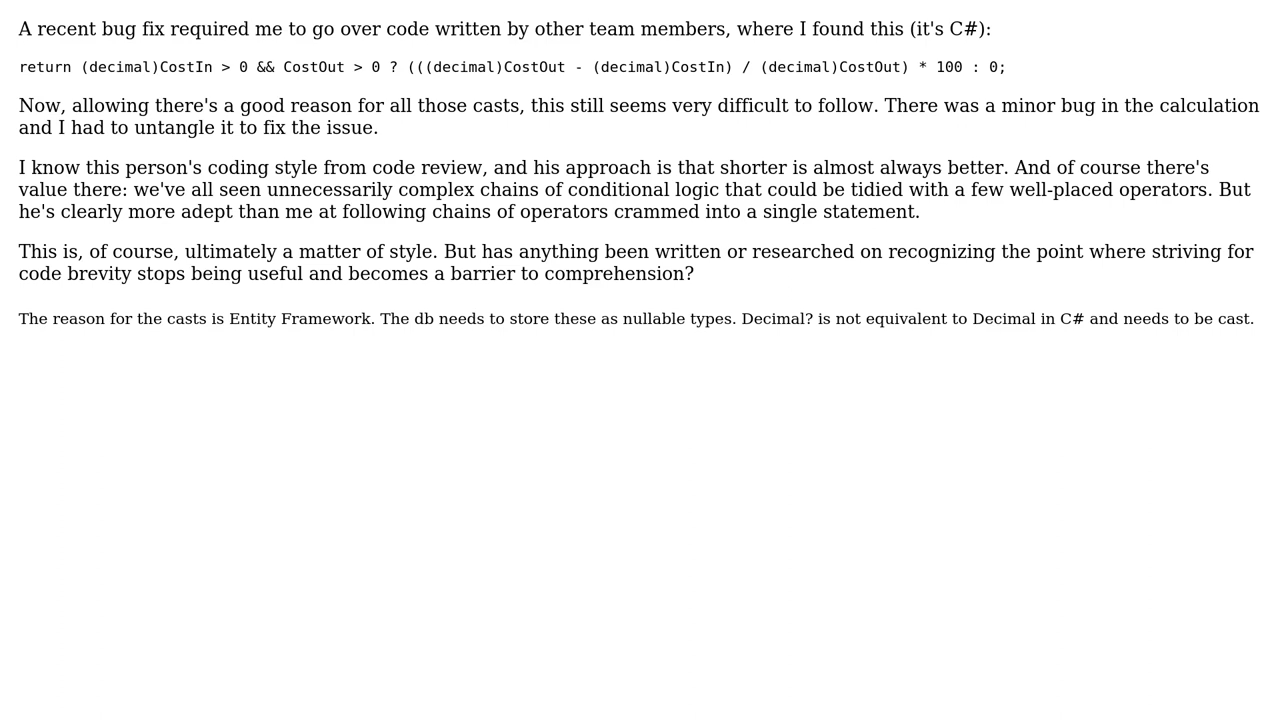 A recent bug fix required me to go over code written by other team members, where I found this (it's C#):
return (decimal)CostIn > 0 && CostOut > 0 ? (((decimal)CostOut - (decimal)CostIn) / (decimal)CostOut) * 100 : 0;
Now, allowing there's a good reason for all those casts, this still seems very difficult to follow. There was a minor bug in the calculation
and I had to untangle it to fix the issue.
I know this person's coding style from code review, and his approach is that shorter is almost always better. And of course there's
value there: we've all seen unnecessarily complex chains of conditional logic that could be tidied with a few well-placed operators. But
he's clearly more adept than me at following chains of operators crammed into a single statement.
This is, of course, ultimately a matter of style. But has anything been written or researched on recognizing the point where striving for
code brevity stops being useful and becomes a barrier to comprehension?
The reason for the casts is Entity Framework. The db needs to store these as nullable types. Decimal? is not equivalent to Decimal in C# and needs to be cast.